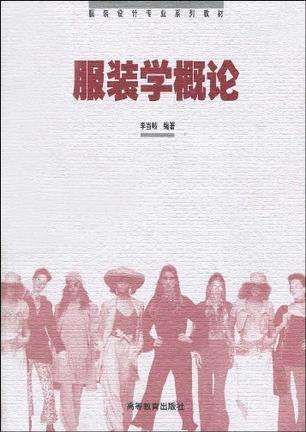 服装设计专业系列教材
服装学概论
李当岐 编著
高等教育出版社